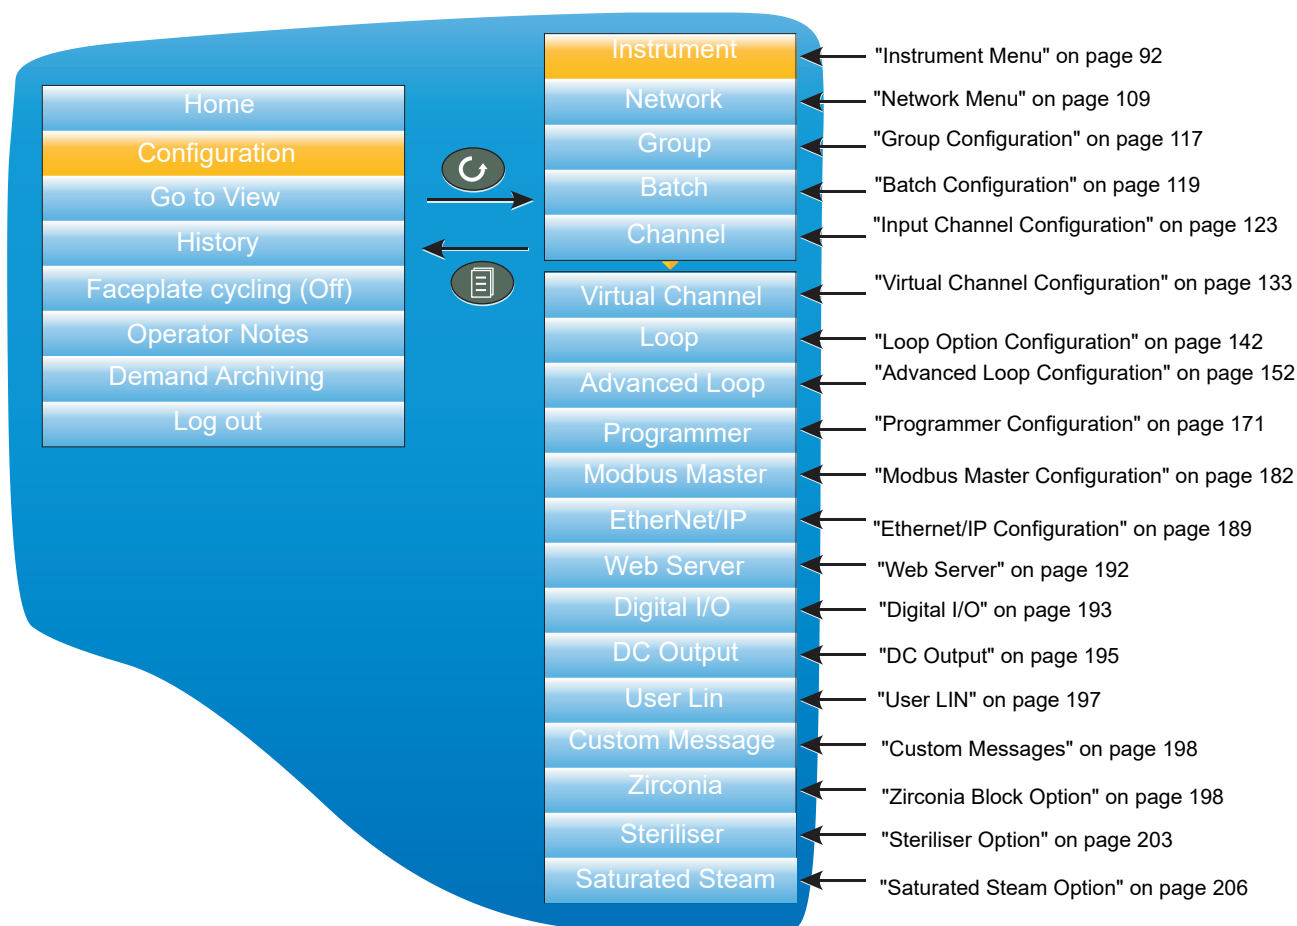 Home
Configuration
Go to View
History
Faceplate cycling (Off)
Operator Notes
Demand Archiving
Log out
Instrument
Network
Group
Batch
Channel
Virtual Channel
Loop
Advanced Loop
Programmer
Modbus Master
EtherNet/IP
Web Server
Digital I/O
DC Output
User Lin
Custom Message
Zirconia
Steriliser
Saturated Steam
"Instrument Menu" on page 92
"Network Menu" on page 109
"Group Configuration" on page 117
"Batch Configuration" on page 119
"Input Channel Configuration" on page 123
"Virtual Channel Configuration" on page 133
"Loop Option Configuration" on page 142
"Advanced Loop Configuration" on page 152
"Programmer Configuration" on page 171
"Modbus Master Configuration" on page 182
"Ethernet/IP Configuration" on page 189
"Web Server" on page 192
"Digital I/O" on page 193
"DC Output" on page 195
"User LIN" on page 197
"Custom Messages" on page 198
"Zirconia Block Option" on page 198
"Steriliser Option" on page 203
"Saturated Steam Option" on page 206